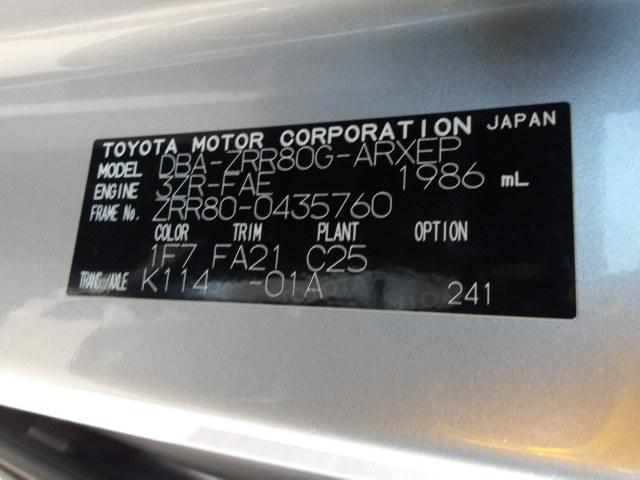 TOYOTA MOTOR CORPORATION JAPAN
MODEL DBA-ZRR80G-ARXEP
ENGINE 3ZR-FAE 1986 mL
FRAME No. ZRR80-0435760
COLOR TRIM PLANT OPTION
1F7 FA21 C25
TRANS./AXLE K114 -01A 241